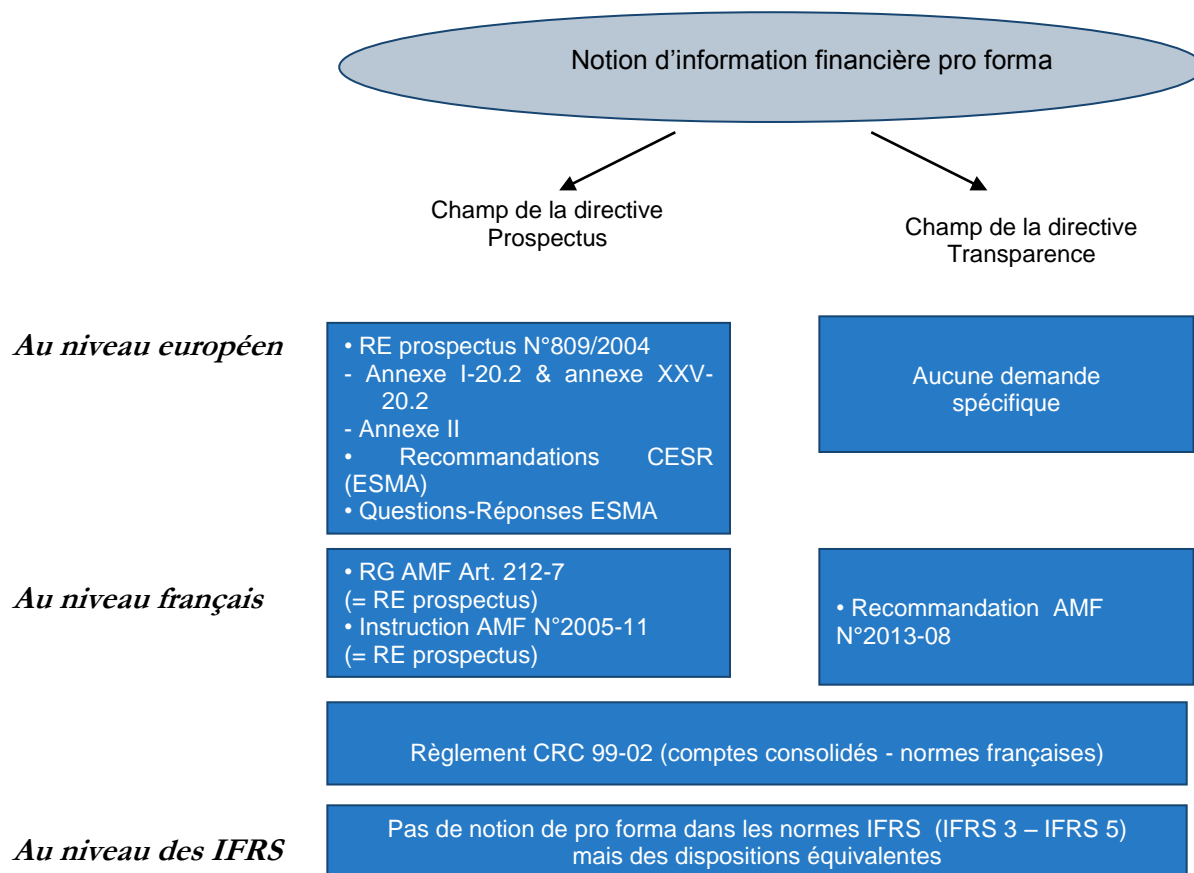 Notion d’information financière pro forma
Champ de la directive
Prospectus
Champ de la directive
Transparence
Au niveau européen
• RE prospectus N°809/2004
- Annexe I-20.2 & annexe XXV-
20.2
- Annexe II
• Recommandations CESR
(ESMA)
• Questions-Réponses ESMA
Aucune demande
spécifique
Au niveau français
• RG AMF Art. 212-7
(= RE prospectus)
• Instruction AMF N°2005-11
(= RE prospectus)
• Recommandation AMF
N°2013-08
Règlement CRC 99-02 (comptes consolidés - normes françaises)
Au niveau des IFRS
Pas de notion de pro forma dans les normes IFRS (IFRS 3 – IFRS 5)
mais des dispositions équivalentes